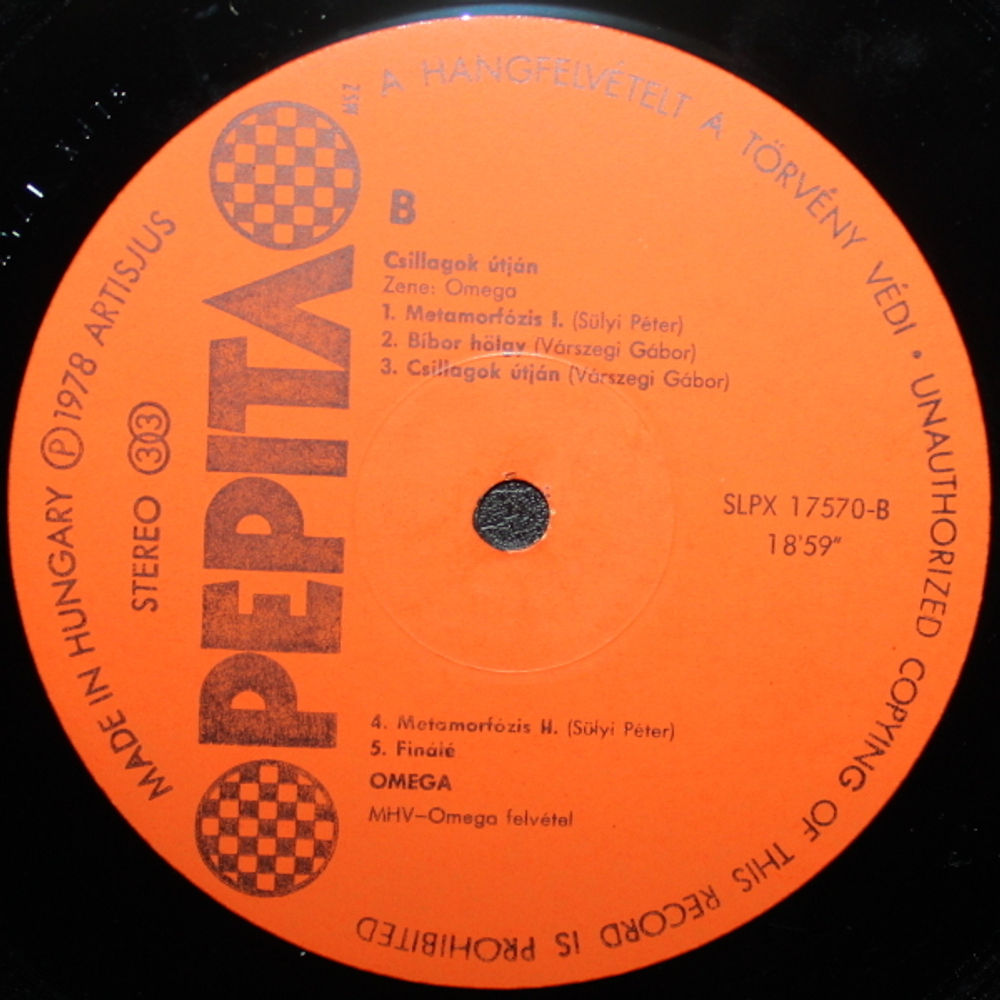 A HANGFELVÉTELT A TÖRVÉNY VÉDI • UNAUTHORIZED COPYING OF THIS RECORD IS PROHIBITED
MADE IN HUNGARY Ⓟ 1978 ARTISJUS
STEREO 303
PEPITA
NSZ
B
Csillagok útján
Zene: Omega
1. Metamorfózis I. (Sülyi Péter)
2. Bíbor hölgy (Várszegi Gábor)
3. Csillagok útján (Várszegi Gábor)
SLPX 17570-B
18'59"
4. Metamorfózis II. (Sülyi Péter)
5. Finálé
OMEGA
MHV–Omega felvétel